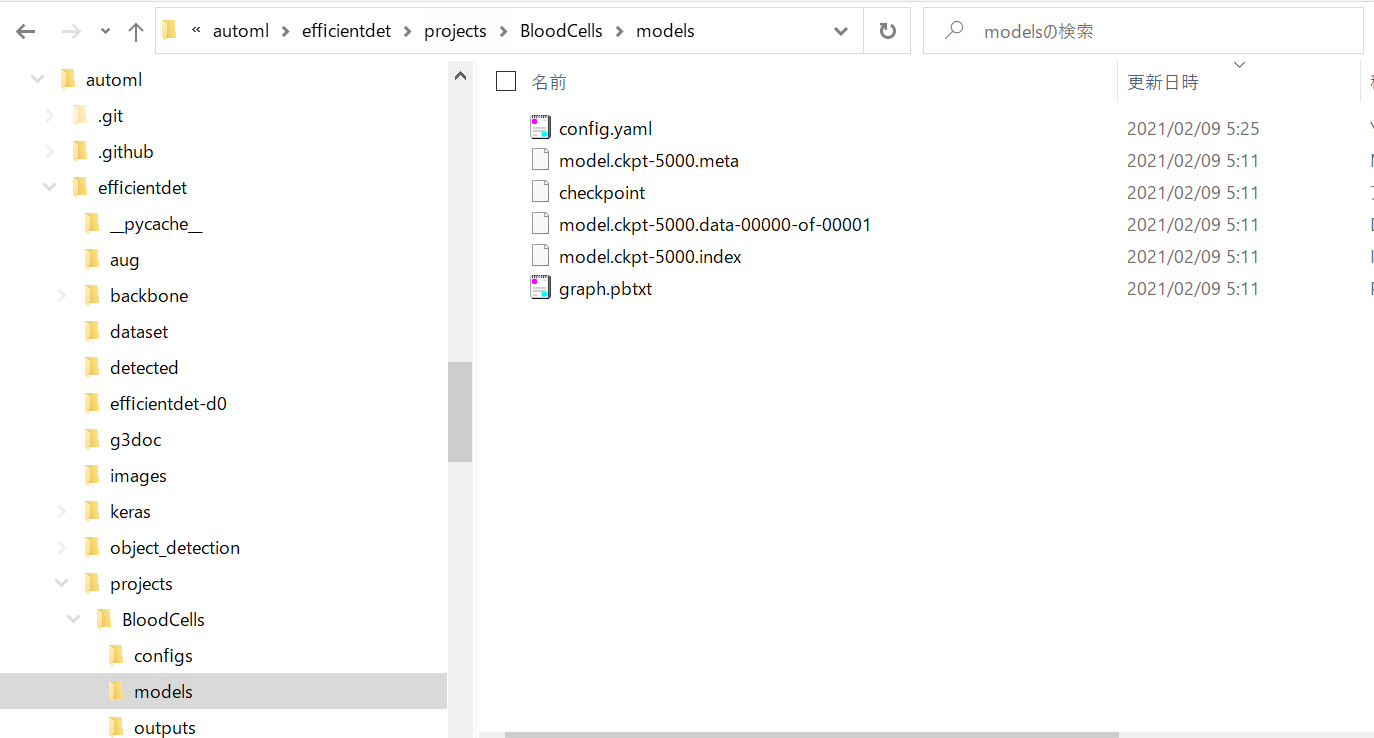 « automl > efficientdet > projects > BloodCells > models
modelsの検索
automl
.git
.github
efficientdet
__pycache__
aug
backbone
dataset
detected
efficientdet-d0
g3doc
images
keras
object_detection
projects
BloodCells
configs
models
outputs
名前 更新日時
config.yaml 2021/02/09 5:25
model.ckpt-5000.meta 2021/02/09 5:11
checkpoint 2021/02/09 5:11
model.ckpt-5000.data-00000-of-00001 2021/02/09 5:11
model.ckpt-5000.index 2021/02/09 5:11
graph.pbtxt 2021/02/09 5:11